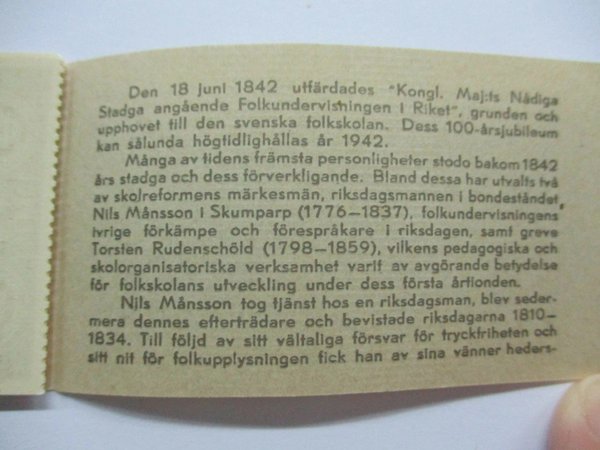 Den 18 juni 1842 utfärdades "Kongl. Maj:ts Nådiga
Stadga angående Folkundervisningen i Riket", grunden och
upphovet till den svenska folkskolan. Dess 100-årsjubileum
kan sålunda högtidlighållas år 1942.
Många av tidens främsta personligheter stodo bakom 1842
års stadga och dess förverkligande. Bland dessa har utvalts två
av skolreformens märkesmän, riksdagsmannen i bondeståndet,
Nils Månsson i Skumparp (1776–1837), folkundervisningens
ivrige förkämpe och förespråkare i riksdagen, samt greve
Torsten Rudenschöld (1798–1859), vilkens pedagogiska och
skolorganisatoriska verksamhet varit av avgörande betydelse
för folkskolans utveckling under dess första årtionden.
Nils Månsson tog tjänst hos en riksdagsman, blev seder-
mera dennes efterträdare och bevistade riksdagarna 1810–
1834. Till följd av sitt vältaliga försvar för tryckfriheten och
sitt nit för folkupplysningen fick han av sina vänner heders-